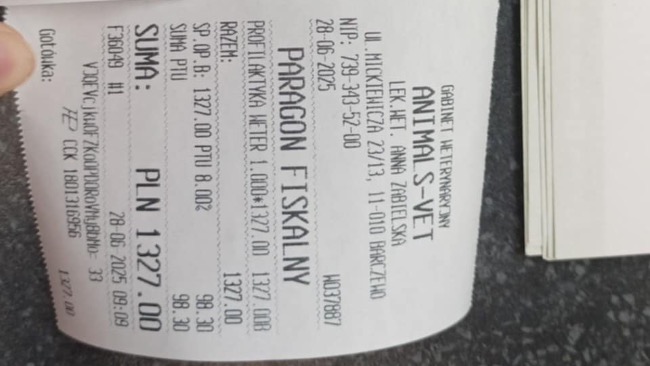 GABINET WETERYNARYJNY
ANIMALS-VET
LEK.WET. ANNA ZABIELSKA
UL.MICKIEWICZA 23/13, 11-010 BARCZEWO
NIP: 739-343-52-00
28-06-2025 W037887
PARAGON FISKALNY
PROFILAKTYKA WETER 1.000*1327.00 1327.00B
RAZEM: 1327.00
SP.OP.B: 1327.00 PTU 8.00% 98.30
SUMA PTU 98.30
SUMA: PLN 1327.00
F36049 #1 28-06-2025 09:09
33
CCK 1801316956
Gotówka: 1327.00